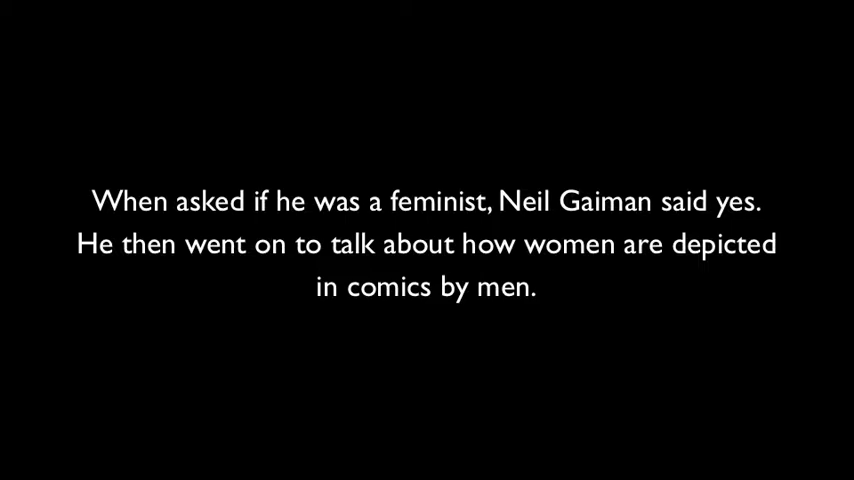 When asked if he was a feminist, Neil Gaiman said yes.
He then went on to talk about how women are depicted
in comics by men.